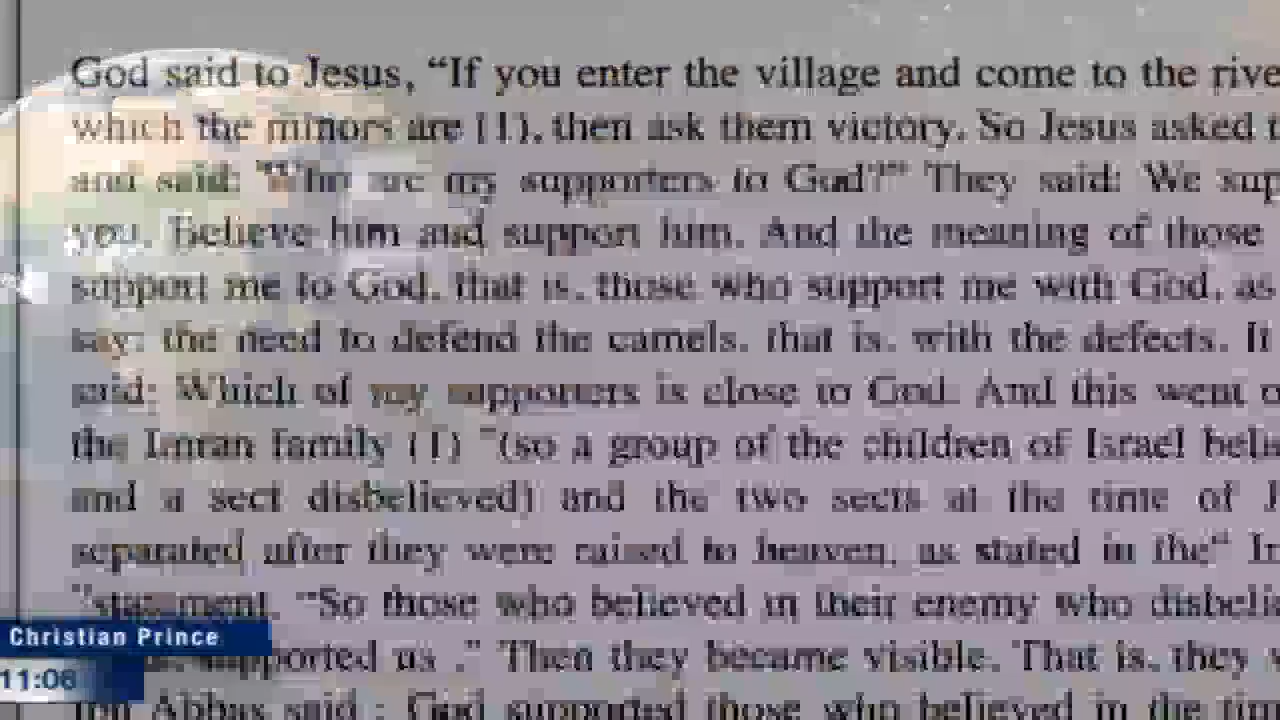 God said to Jesus, “If you enter the village and come to the rive
which the minors are (1), then ask them victory. So Jesus asked t
and said: "Who are my supporters to God?" They said: We sup
you. Believe him and support him. And the meaning of those
support me to God, that is, those who support me with God, as
say: the need to defend the camels, that is, with the defects. It
said: Which of my supporters is close to God. And this went o
the Imran family (1) "(so a group of the children of Israel belie
and a sect disbelieved) and the two sects at the time of J
separated after they were raised to heaven, as stated in the“ In
"statement. “So those who believed in their enemy who disbelie
supported as .” Then they became visible. That is, they
Ibn Abbas said : God supported those who believed in the tim
Christian Prince
11:06